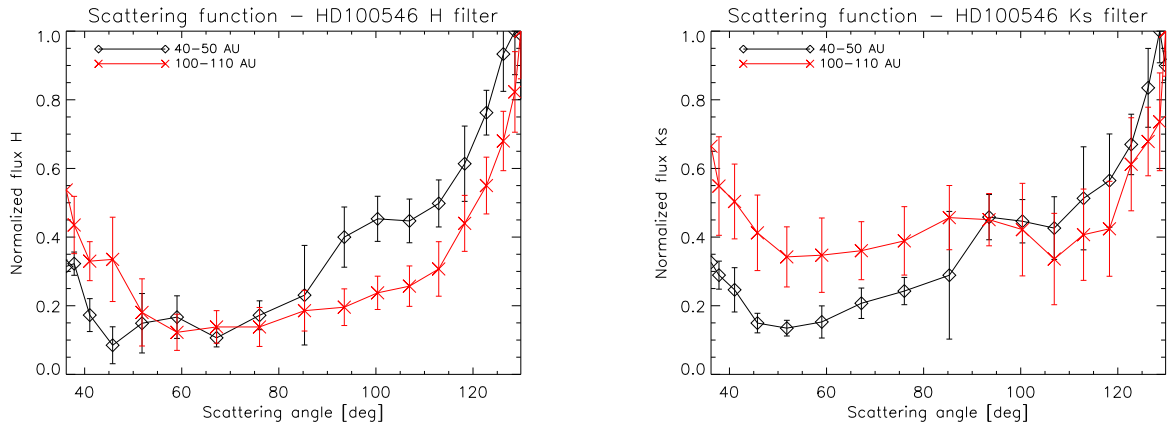 Scattering function – HD100546 H filter
40–50 AU
100–110 AU
Normalized flux H
1.0
0.8
0.6
0.4
0.2
0.0
40 60 80 100 120
Scattering angle [deg]
Scattering function – HD100546 Ks filter
40–50 AU
100–110 AU
Normalized flux Ks
1.0
0.8
0.6
0.4
0.2
0.0
40 60 80 100 120
Scattering angle [deg]